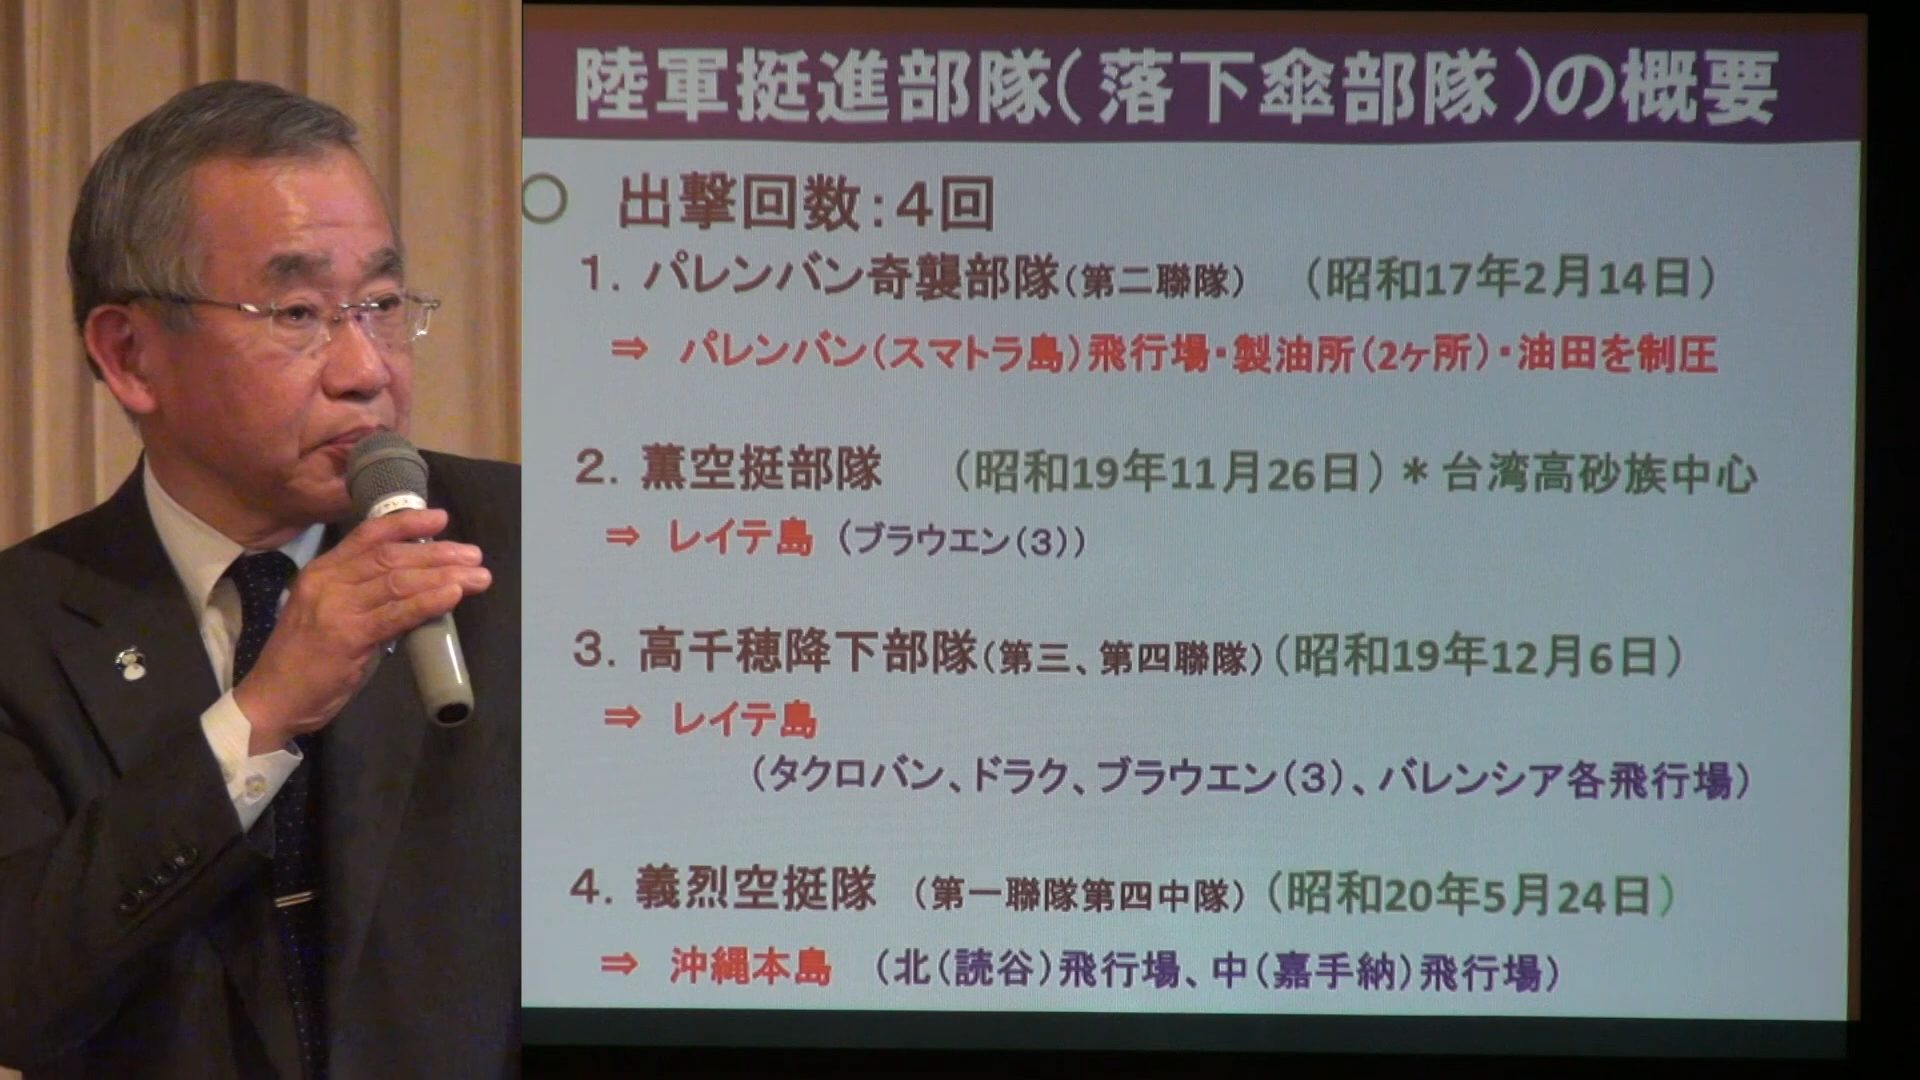 陸軍挺進部隊(落下傘部隊)の概要
○ 出撃回数:4回
1. パレンバン奇襲部隊(第二聯隊) (昭和17年2月14日)
⇒ パレンバン(スマトラ島)飛行場・製油所(2ヶ所)・油田を制圧
2. 薫空挺部隊 (昭和19年11月26日)*台湾高砂族中心
⇒ レイテ島 (ブラウエン(3))
3. 高千穂降下部隊(第三、第四聯隊)(昭和19年12月6日)
⇒ レイテ島
(タクロバン、ドラク、ブラウエン(3)、バレンシア各飛行場)
4. 義烈空挺隊 (第一聯隊第四中隊)(昭和20年5月24日)
⇒ 沖縄本島 (北(読谷)飛行場、中(嘉手納)飛行場)